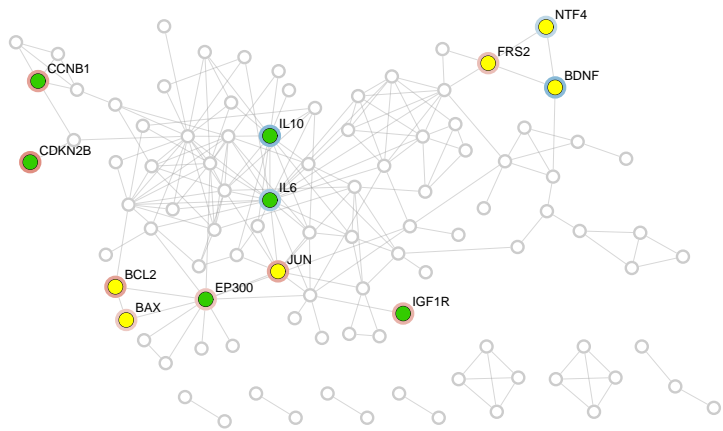 NTF4
FRS2
BDNF
CCNB1
IL10
CDKN2B
IL6
JUN
BCL2
EP300
BAX
IGF1R